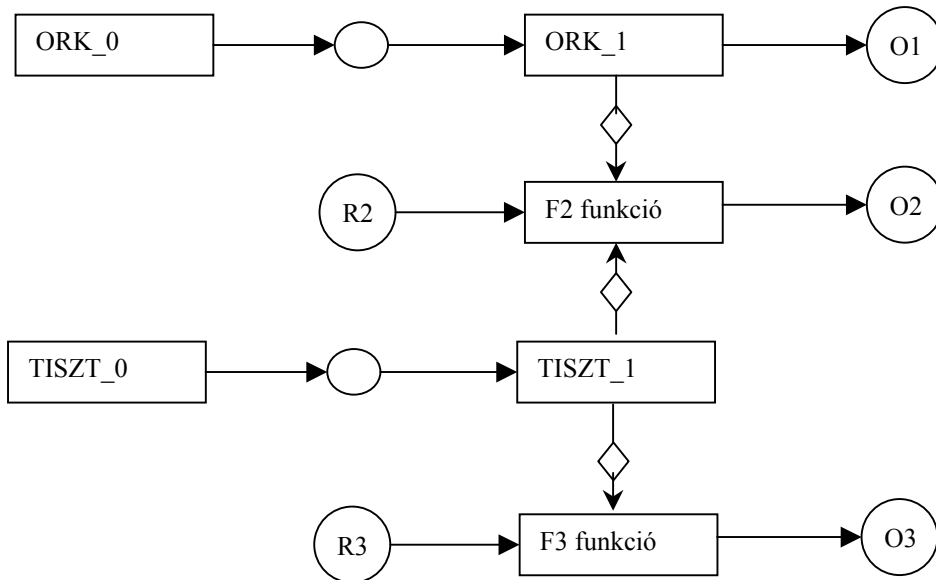 ORK_0
ORK_1
O1
R2
F2 funkció
O2
TISZT_0
TISZT_1
R3
F3 funkció
O3